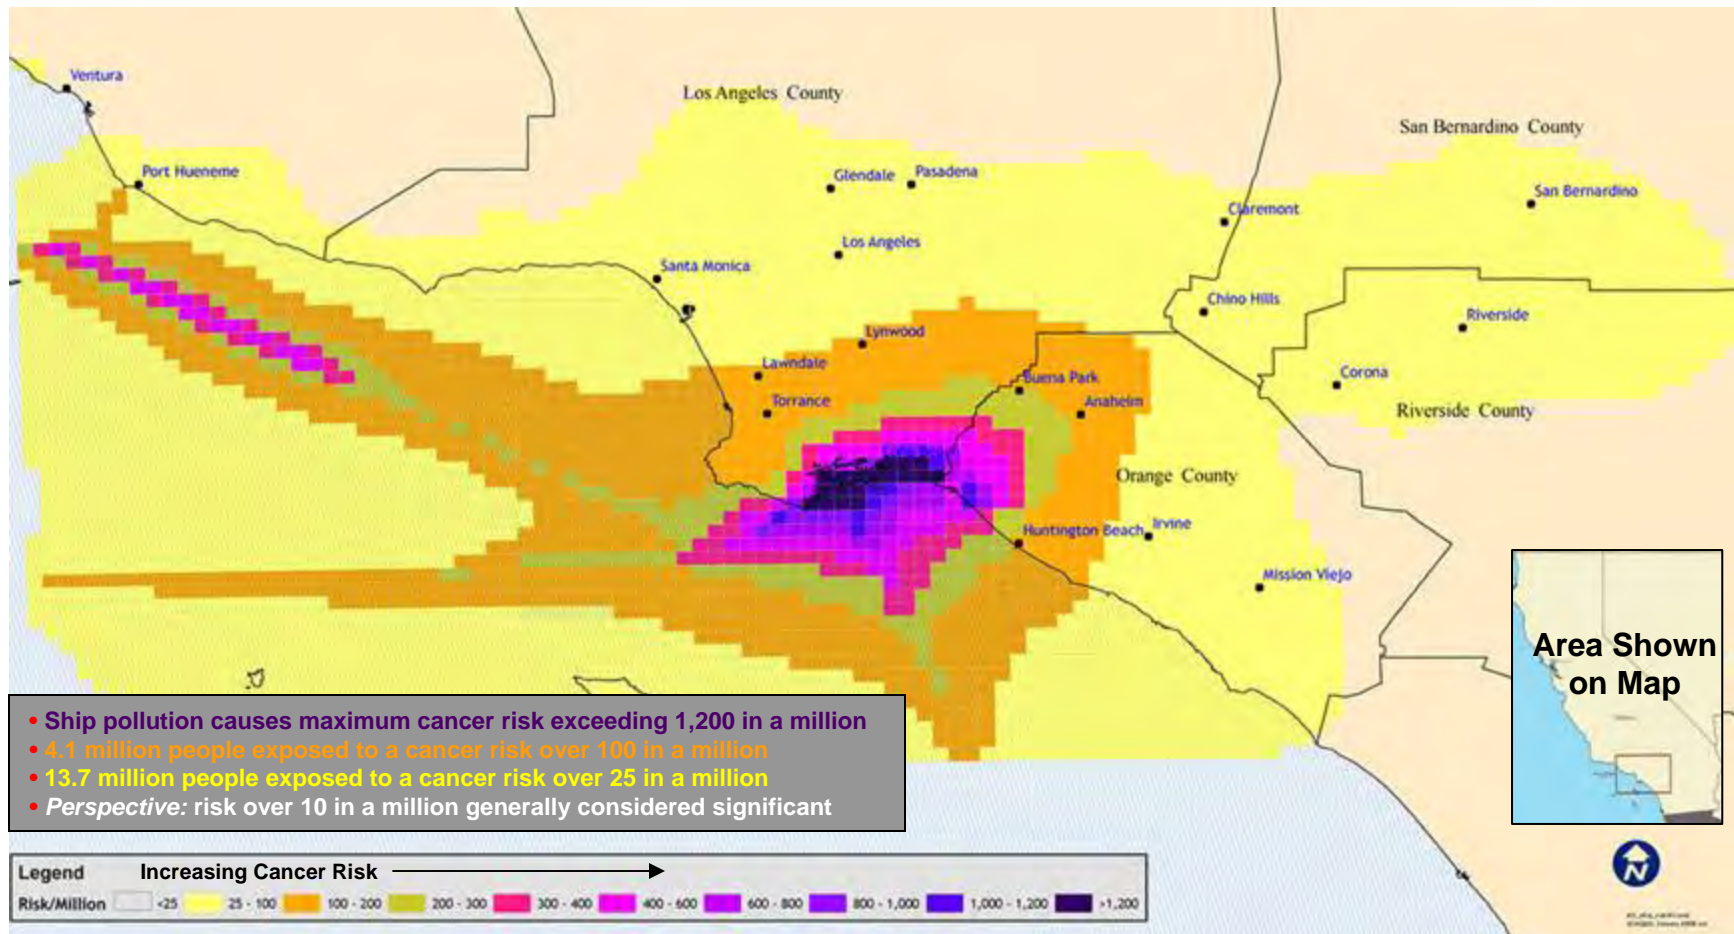 Ventura
Los Angeles County
San Bernardino County
Port Hueneme
Glendale
Pasadena
San Bernardino
Claremont
Los Angeles
Santa Monica
Chino Hills
Riverside
Lynwood
Lawndale
Buena Park
Corona
Torrance
Anaheim
Riverside County
Orange County
Huntington Beach
Irvine
Mission Viejo
Area Shown
on Map
• Ship pollution causes maximum cancer risk exceeding 1,200 in a million
• 4.1 million people exposed to a cancer risk over 100 in a million
• 13.7 million people exposed to a cancer risk over 25 in a million
• Perspective: risk over 10 in a million generally considered significant
N
Legend Increasing Cancer Risk
Risk/Million <25 25 - 100 100 - 200 200 - 300 300 - 400 400 - 600 600 - 800 800 - 1,000 1,000 - 1,200 >1,200